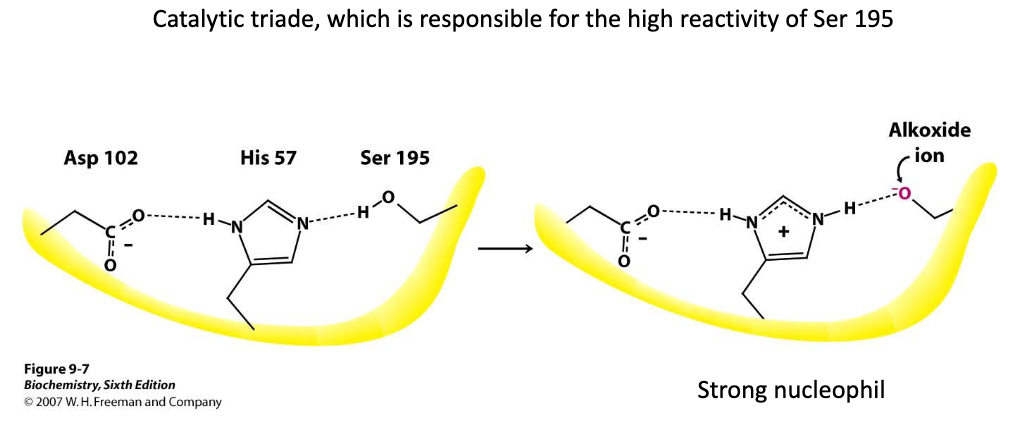 Catalytic triade, which is responsible for the high reactivity of Ser 195
Asp 102
His 57
Ser 195
C
O
-
O
H
N
N
H
O
Alkoxide
ion
C
O
-
O
H
N
+
N
H
-O
Figure 9-7
Biochemistry, Sixth Edition
© 2007 W. H. Freeman and Company
Strong nucleophil